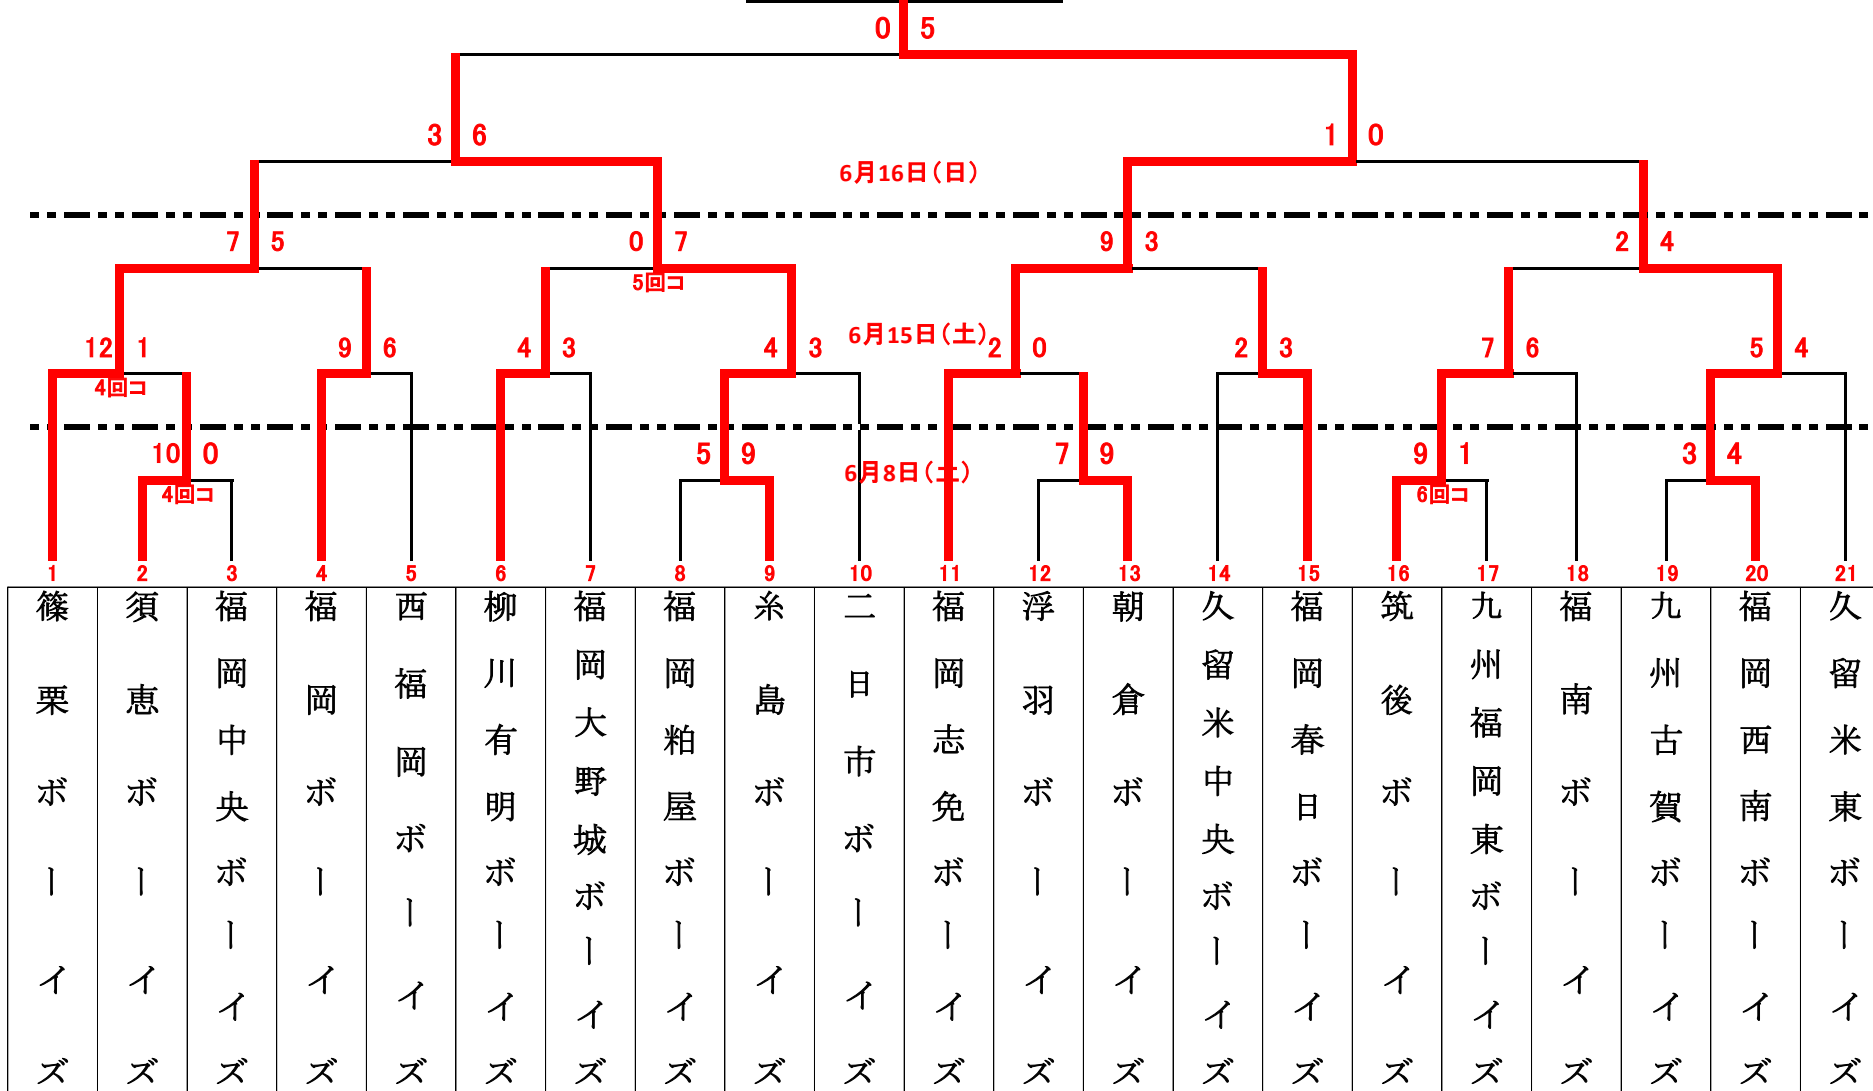 0 5
3 6
1 0
6月16日(日)
7 5
0 7
9 3
2 4
5回コ
6月15日(土)
12 1
9 6
4 3
4 3
2 0
2 3
7 6
5 4
4回コ
10 0
5 9
6月8日(土)
7 9
9 1
3 4
4回コ
6回コ
1 2 3 4 5 6 7 8 9 10 11 12 13 14 15 16 17 18 19 20 21
篠栗ボーイズ
須恵ボーイズ
福岡中央ボーイズ
福岡ボーイズ
西福岡ボーイズ
柳川有明ボーイズ
福岡大野城ボーイズ
福岡粕屋ボーイズ
糸島ボーイズ
二日市ボーイズ
福岡志免ボーイズ
浮羽ボーイズ
朝倉ボーイズ
久留米中央ボーイズ
福岡春日ボーイズ
筑後ボーイズ
九州福岡東ボーイズ
福南ボーイズ
九州古賀ボーイズ
福岡西南ボーイズ
久留米東ボーイズ